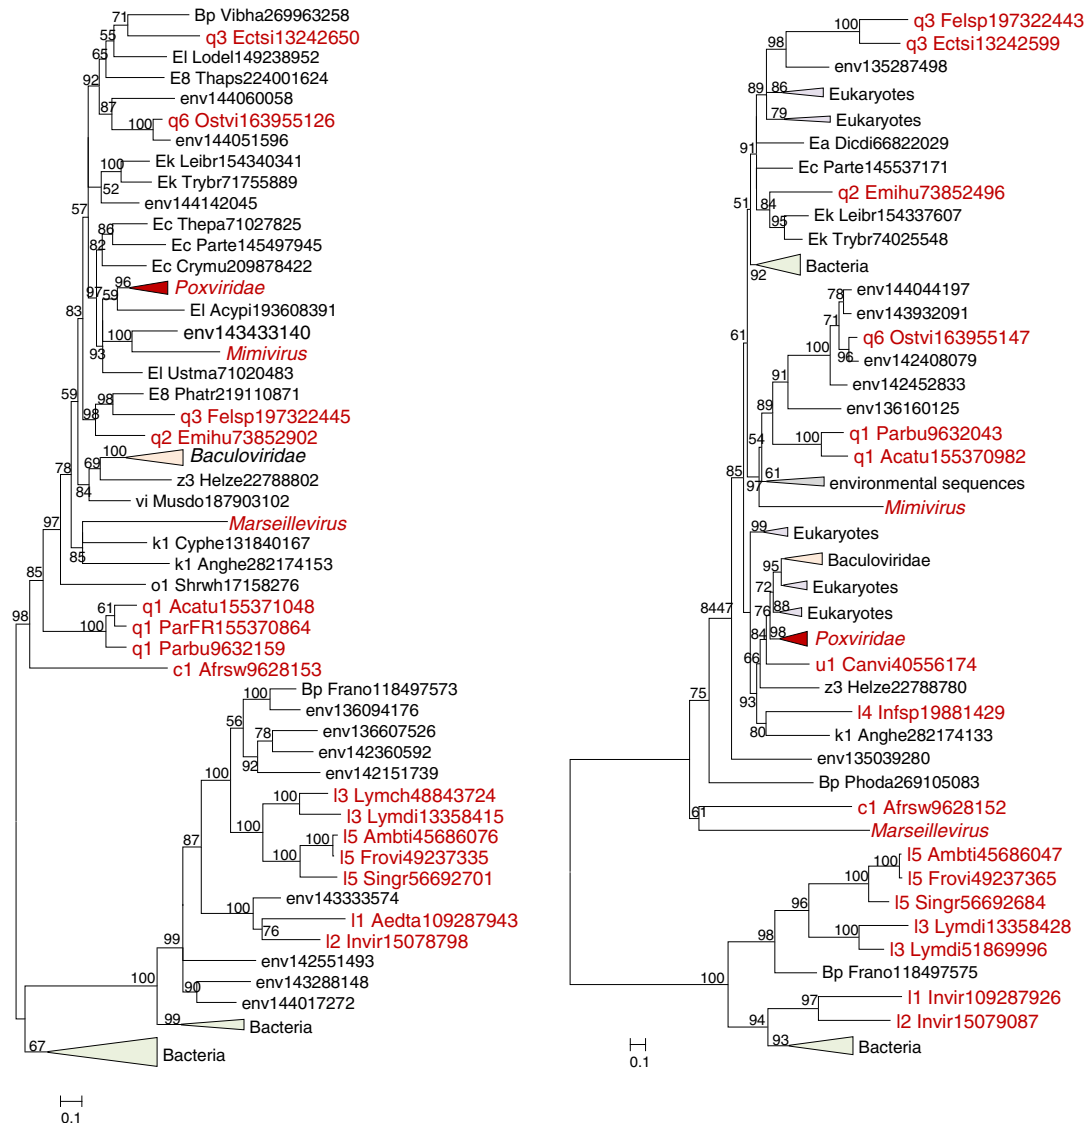 71
Bp Vibha269963258
55
q3 Ectsi13242650
65
El Lodel149238952
E8 Thaps224001624
92
env144060058
87
100
q6 Ostvi163955126
env144051596
100
Ek Leibr154340341
52
Ek Trybr71755889
env144142045
57
Ec Thepa71027825
86
82
Ec Parte145497945
Ec Crymu209878422
97
96
59
Poxviridae
83
El Acypi193608391
100
env143433140
93
Mimivirus
El Ustma71020483
59
98
E8 Phatr219110871
98
q3 Felsp197322445
q2 Emihu73852902
100
Baculoviridae
78
69
z3 Helze22788802
84
vi Musdo187903102
97
Marseillevirus
k1 Cyphe131840167
85
k1 Anghe282174153
85
o1 Shrwh17158276
61
q1 Acatu155371048
98
100
q1 ParFR155370864
q1 Parbu9632159
c1 Afrsw9628153
100
Bp Frano118497573
env136094176
56
78
env136607526
env142360592
92
100
env142151739
100
l3 Lymch48843724
100
l3 Lymdi13358415
100
l5 Ambti45686076
87
100
l5 Frovi49237335
l5 Singr56692701
100
env143333574
l1 Aedta109287943
76
l2 Invir15078798
99
env142551493
100
90
env143288148
env144017272
99
Bacteria
67
Bacteria
0.1
100
q3 Felsp197322443
98
q3 Ectsi13242599
env135287498
89
86
Eukaryotes
79
Eukaryotes
91
Ea Dicdi66822029
Ec Parte145537171
51
q2 Emihu73852496
84
95
Ek Leibr154337607
Ek Trybr74025548
92
Bacteria
78
env144044197
71
env143932091
61
100
q6 Ostvi163955147
96
env142408079
91
env142452833
89
env136160125
54
100
q1 Parbu9632043
q1 Acatu155370982
85
97
61
environmental sequences
Mimivirus
99
Eukaryotes
95
Baculoviridae
72
Eukaryotes
8447
76
88
Eukaryotes
84
98
Poxviridae
66
u1 Canvi40556174
z3 Helze22788780
93
l4 Infsp19881429
80
k1 Anghe282174133
75
env135039280
Bp Phoda269105083
61
c1 Afrsw9628152
Marseillevirus
100
l5 Ambti45686047
100
l5 Frovi49237365
96
l5 Singr56692684
98
100
l3 Lymdi13358428
l3 Lymdi51869996
100
Bp Frano118497575
97
l1 Invir109287926
94
l2 Invir15079087
93
Bacteria
0.1